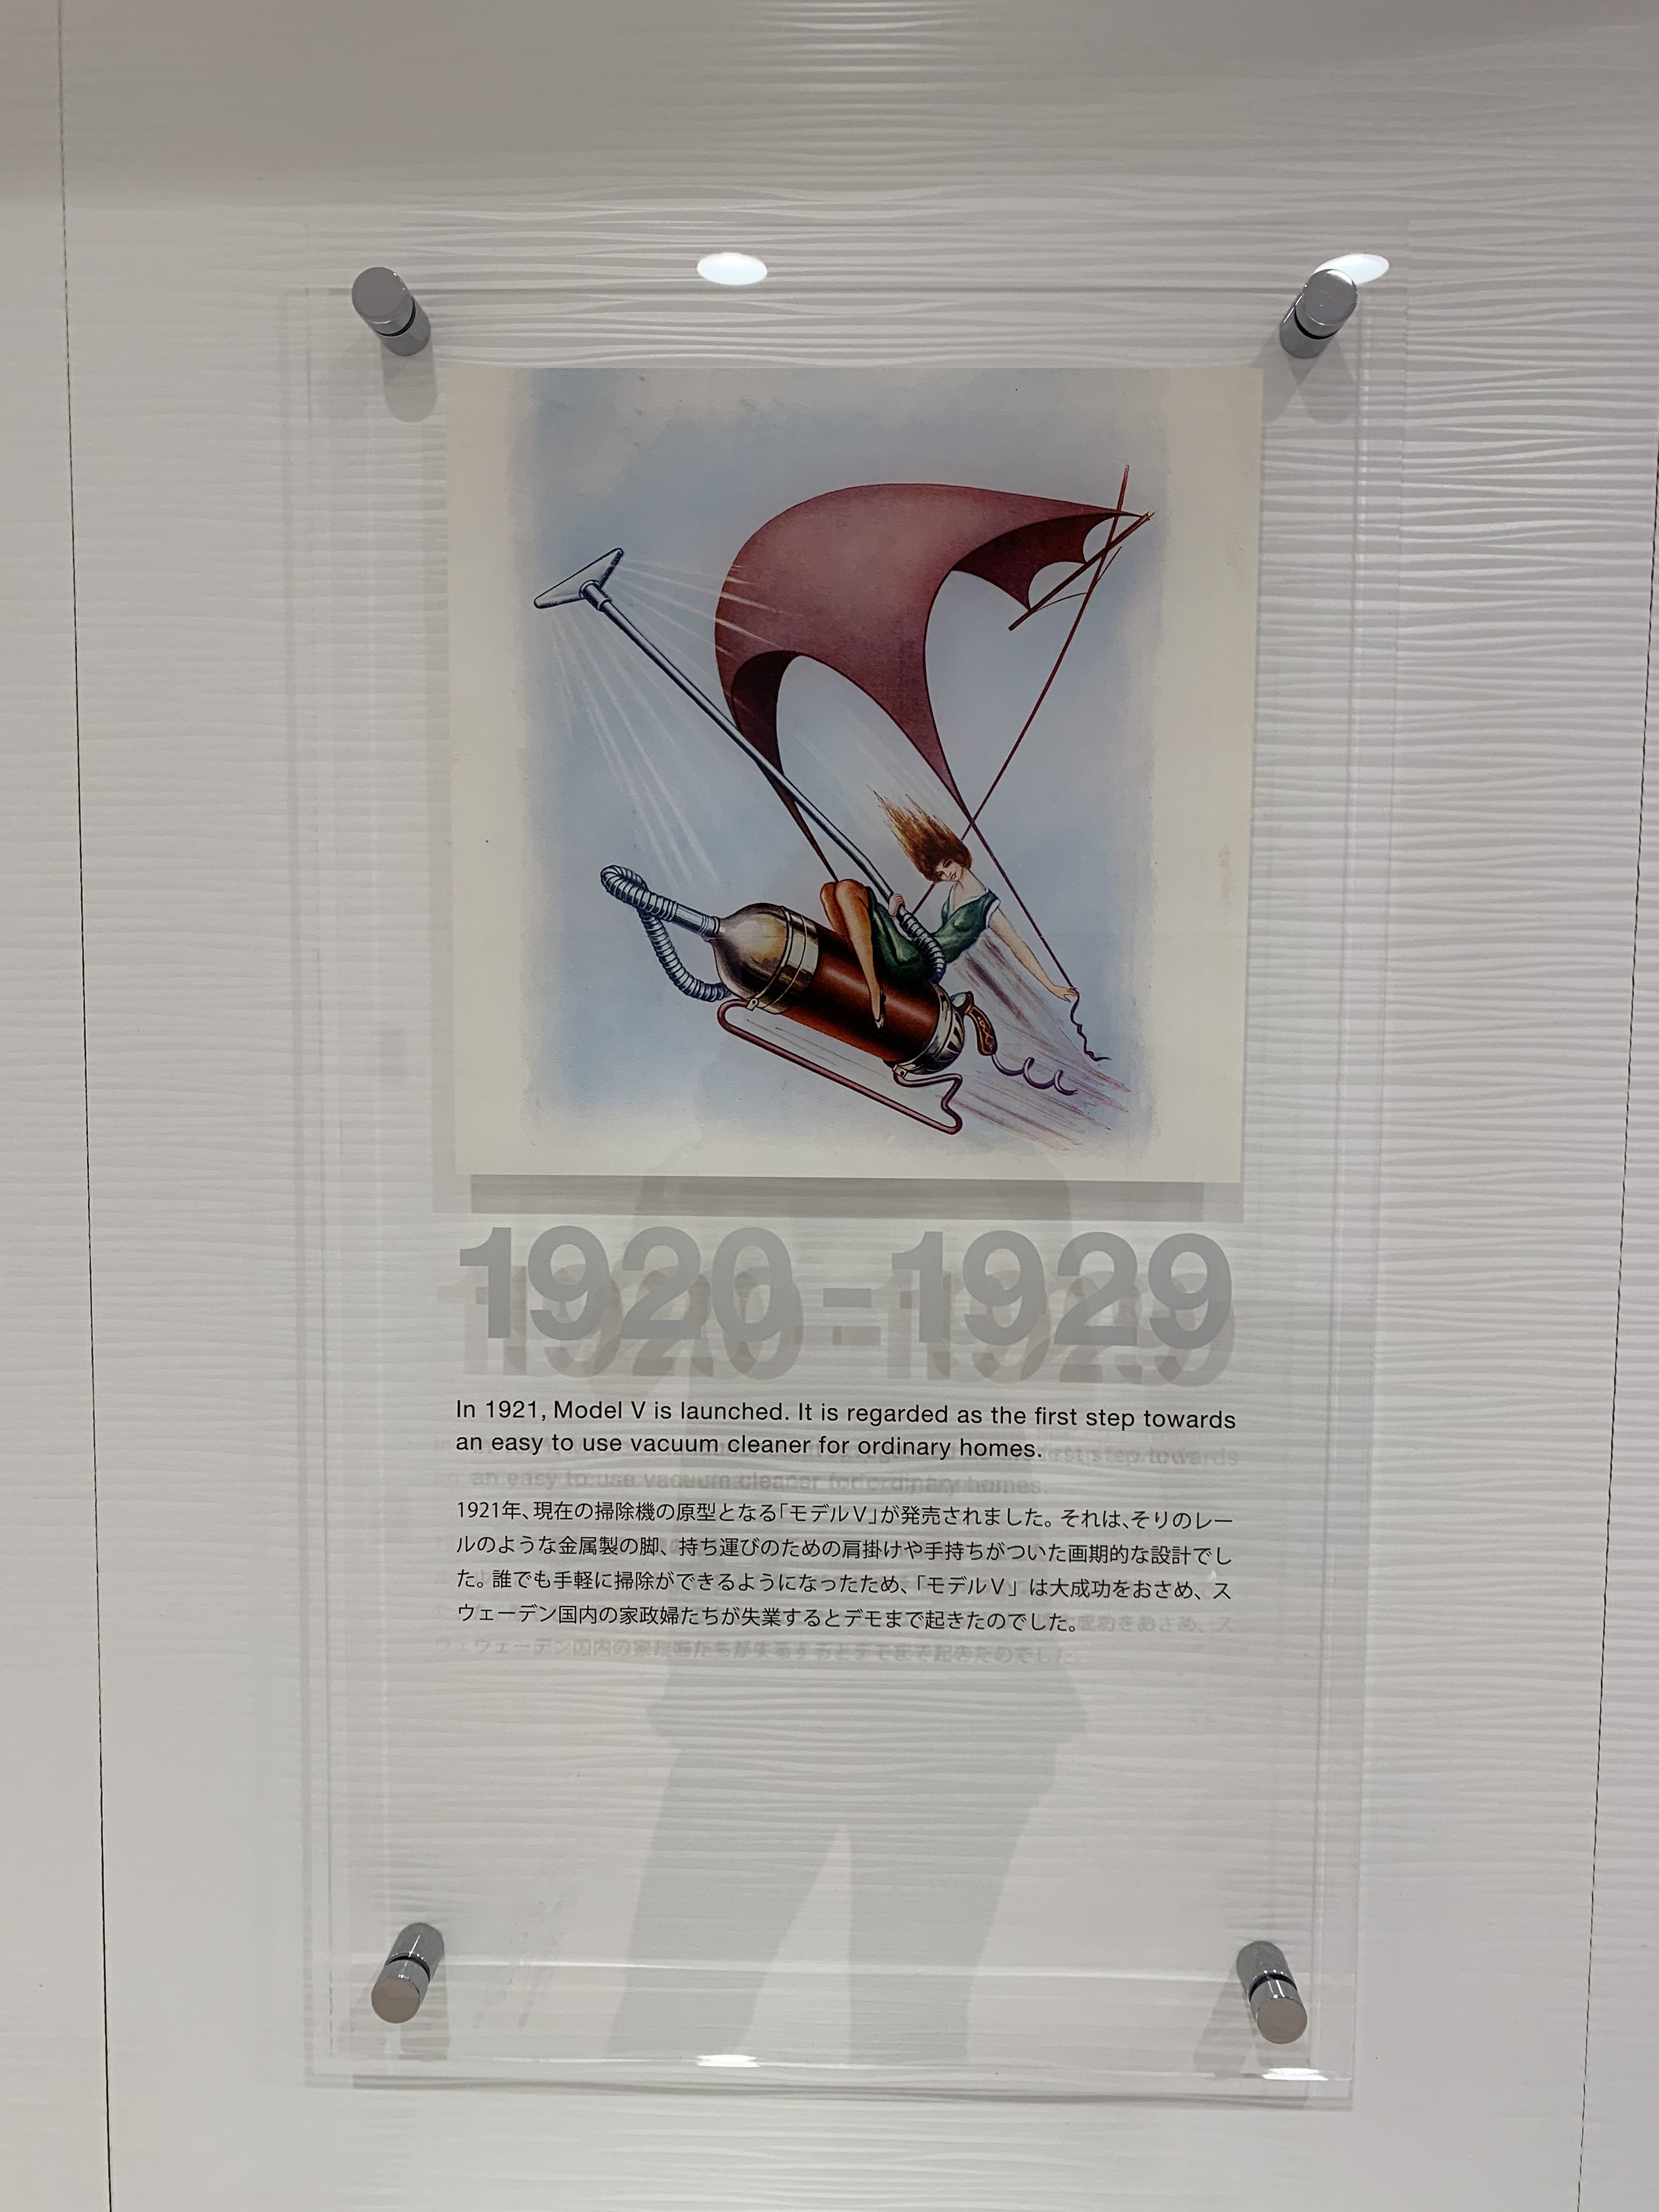 1920-1929
In 1921, Model V is launched. It is regarded as the first step towards
an easy to use vacuum cleaner for ordinary homes.
1921年、現在の掃除機の原型となる「モデルV」が発売されました。それは、そりのレー
ルのような金属製の脚、持ち運びのための肩掛けや手持ちがついた画期的な設計でし
た。誰でも手軽に掃除ができるようになったため、「モデルV」は大成功をおさめ、ス
ウェーデン国内の家政婦たちが失業するとデモまで起きたのでした。